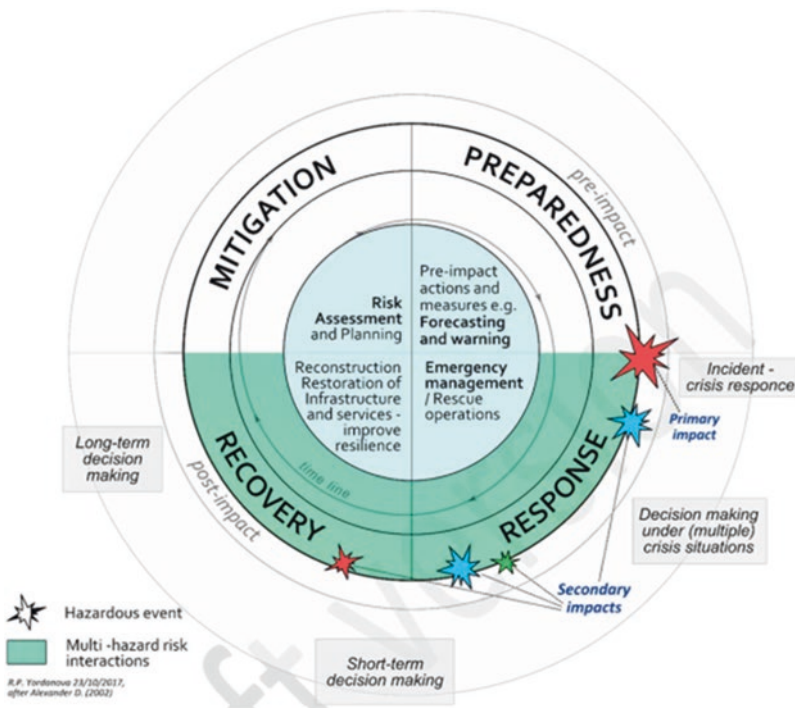 MITIGATION
PREPAREDNESS
pre-impact
Risk
Assessment
and Planning
Pre-impact
actions and
measures e.g.
Forecasting
and warning
Reconstruction
Restoration of
Infrastructure
and services -
improve
resilience
Emergency
management
/ Rescue
operations
Incident -
crisis responce
Primary
impact
Long-term
decision
making
post-impact
RECOVERY
time line
RESPONSE
Decision making
under (multiple)
crisis situations
Secondary
impacts
Short-term
decision making
Hazardous event
Multi -hazard risk
interactions
R.P. Yordanova 23/10/2017,
after Alexander D. (2002)